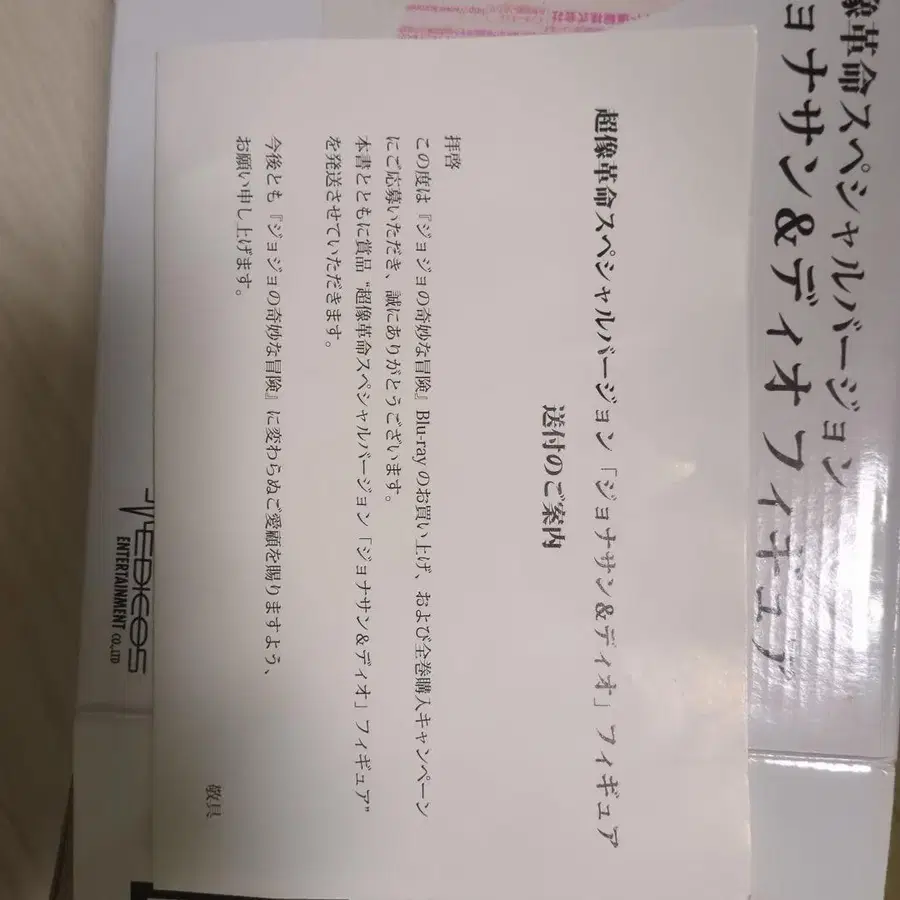 超像革命スペシャルバージョン「ジョナサン&ディオ」フィギュア
送付のご案内
拝啓
この度は『ジョジョの奇妙な冒険』Blu-rayのお買い上げ、および全巻購入キャンペーン
にご応募いただき、誠にありがとうございます。
本書とともに賞品"超像革命スペシャルバージョン「ジョナサン&ディオ」フィギュア"
を発送させていただきます。
今後とも『ジョジョの奇妙な冒険』に変わらぬご愛顧を賜りますよう、
お願い申し上げます。
敬具
像革命スペシャルバージョン
ョナサン&ディオ フィギュア
MEDICOS
ENTERTAINMENT CO.,LTD
株式会社